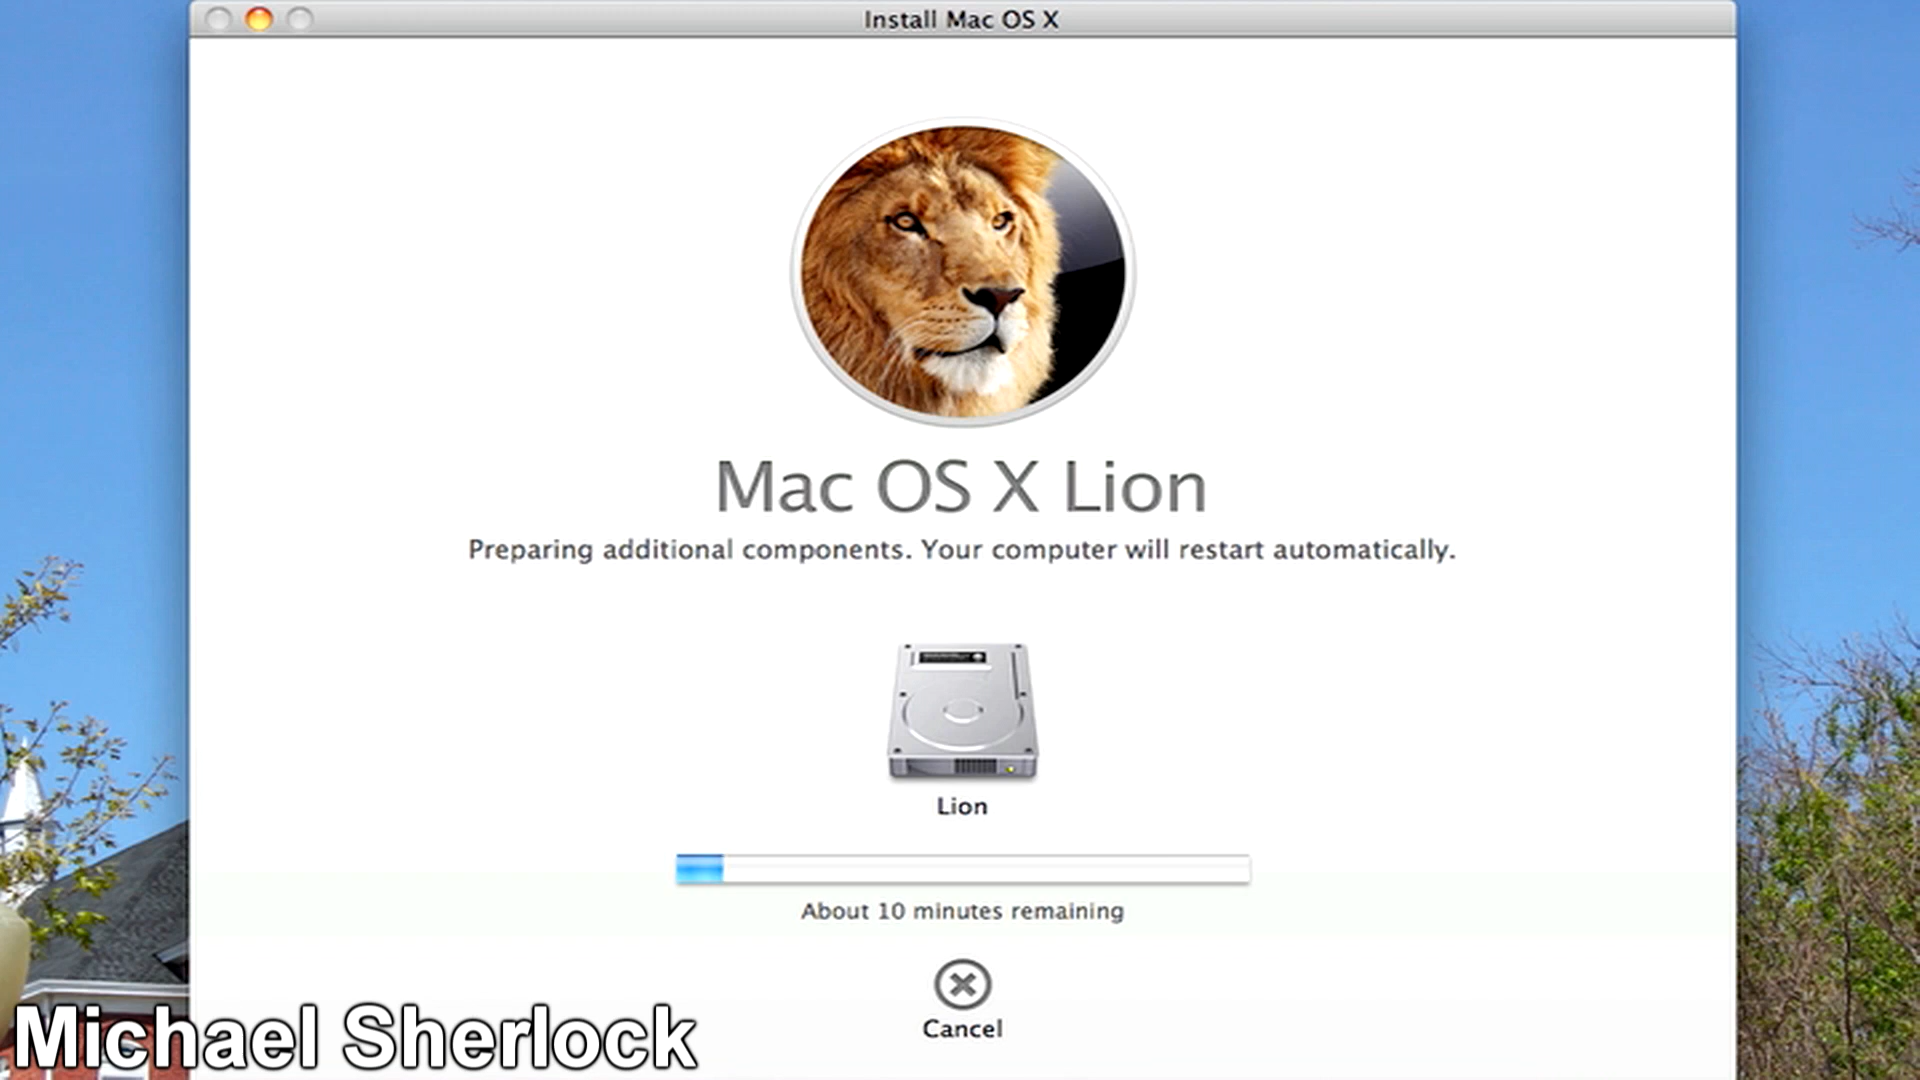 Install Mac OS X
Mac OS X Lion
Preparing additional components. Your computer will restart automatically.
Lion
About 10 minutes remaining
Cancel
Michael Sherlock